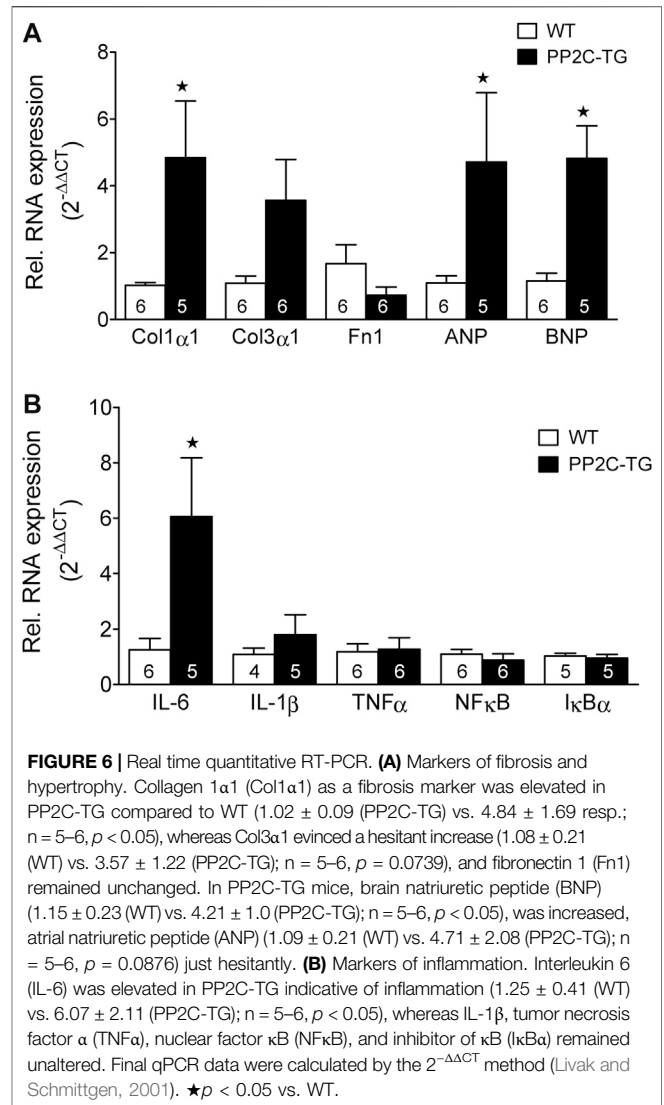 A
WT
PP2C-TG
Rel. RNA expression
(2-ΔΔCT)
8
6
4
2
0
★
★
★
6 5 6 6 6 6 6 5 6 5
Col1α1 Col3α1 Fn1 ANP BNP
B
WT
PP2C-TG
Rel. RNA expression
(2-ΔΔCT)
10
8
6
4
2
0
★
6 5 4 5 6 6 6 6 5 5
IL-6 IL-1β TNFα NFκB IκBα
FIGURE 6 | Real time quantitative RT-PCR. (A) Markers of fibrosis and
hypertrophy. Collagen 1α1 (Col1α1) as a fibrosis marker was elevated in
PP2C-TG compared to WT (1.02 ± 0.09 (PP2C-TG) vs. 4.84 ± 1.69 resp.;
n = 5–6, p < 0.05), whereas Col3α1 evinced a hesitant increase (1.08 ± 0.21
(WT) vs. 3.57 ± 1.22 (PP2C-TG); n = 5–6, p = 0.0739), and fibronectin 1 (Fn1)
remained unchanged. In PP2C-TG mice, brain natriuretic peptide (BNP)
(1.15 ± 0.23 (WT) vs. 4.21 ± 1.0 (PP2C-TG); n = 5–6, p < 0.05), was increased,
atrial natriuretic peptide (ANP) (1.09 ± 0.21 (WT) vs. 4.71 ± 2.08 (PP2C-TG); n
= 5–6, p = 0.0876) just hesitantly. (B) Markers of inflammation. Interleukin 6
(IL-6) was elevated in PP2C-TG indicative of inflammation (1.25 ± 0.41 (WT)
vs. 6.07 ± 2.11 (PP2C-TG); n = 5–6, p < 0.05), whereas IL-1β, tumor necrosis
factor α (TNFα), nuclear factor κB (NFκB), and inhibitor of κB (IκBα) remained
unaltered. Final qPCR data were calculated by the 2−ΔΔCT method (Livak and
Schmittgen, 2001). ★p < 0.05 vs. WT.